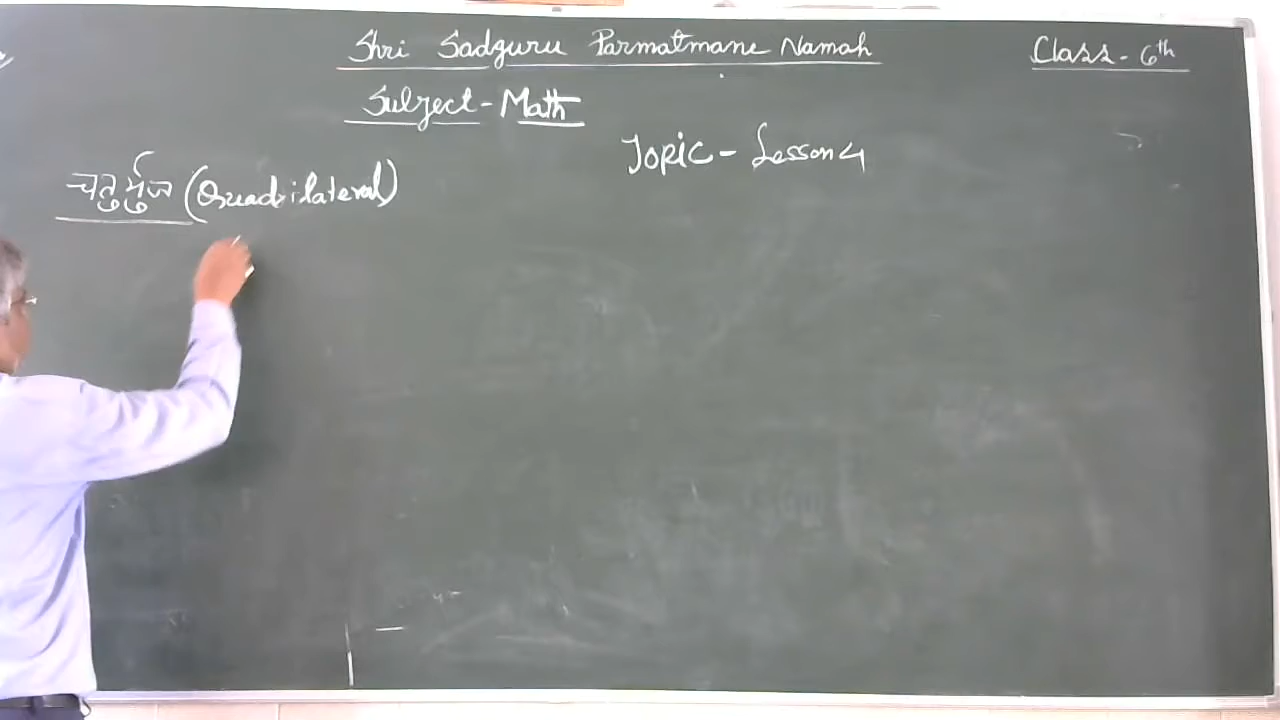 Shri Sadguru Parmatmane Namah
Class - 6th
Subject - Math
Topic - Lesson 4
चतुर्भुज (Quadrilateral)